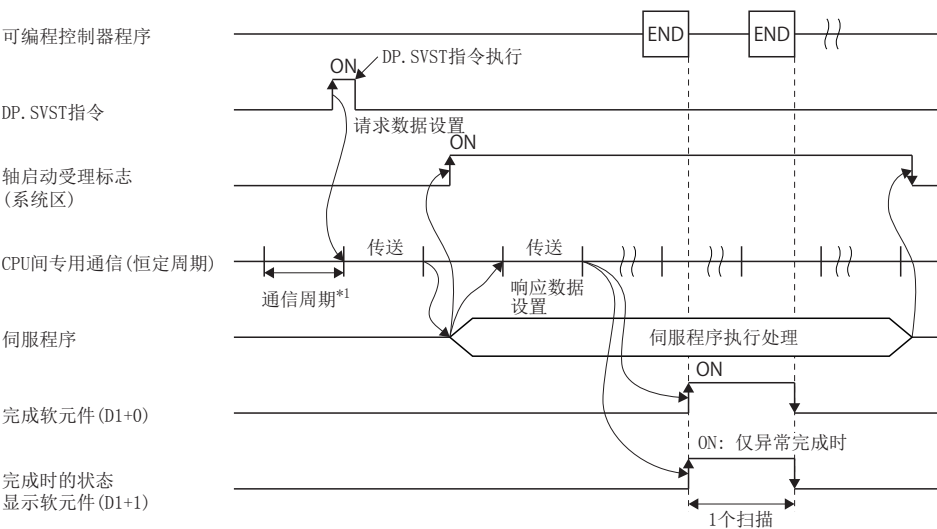 可编程控制器程序
END
END
ON
DP.SVST指令执行
DP.SVST指令
请求数据设置
ON
轴启动受理标志
(系统区)
CPU间专用通信(恒定周期)
传送
传送
通信周期*1
响应数据
设置
伺服程序
伺服程序执行处理
ON
完成软元件(D1+0)
ON: 仅异常完成时
完成时的状态
显示软元件(D1+1)
1个扫描